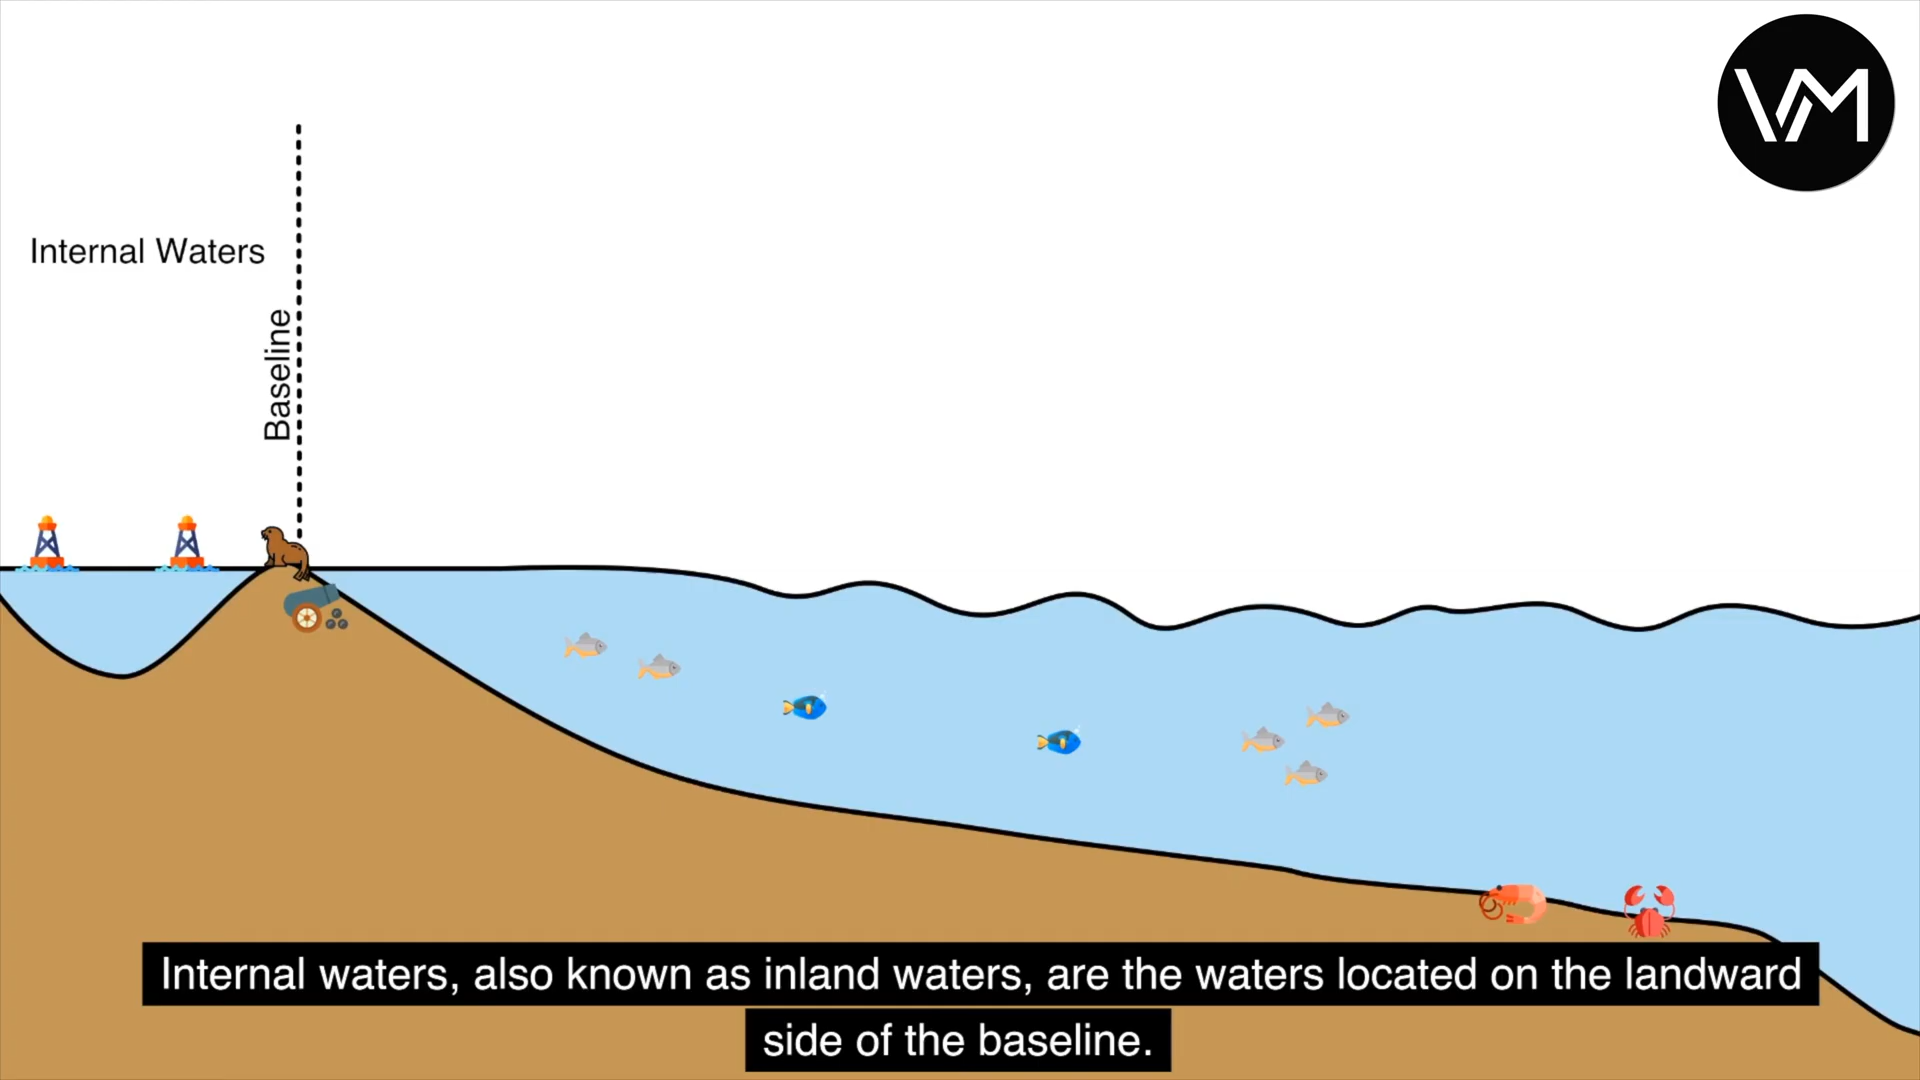 VM
Internal Waters
Baseline
Internal waters, also known as inland waters, are the waters located on the landward
side of the baseline.